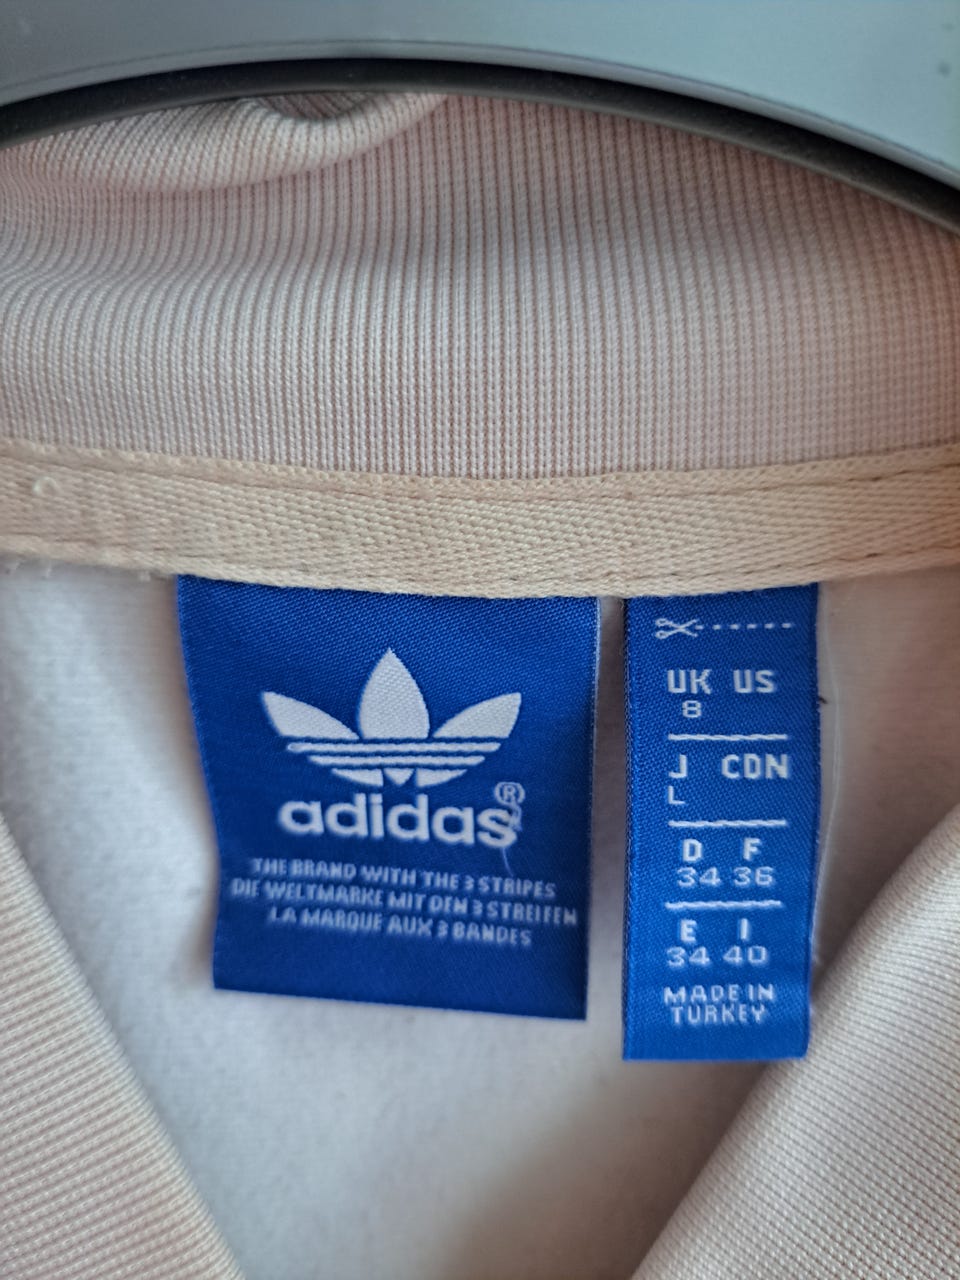 adidas®
THE BRAND WITH THE 3 STRIPES
DIE WELTMARKE MIT DEN 3 STREIFEN
LA MARQUE AUX 3 BANDES
UK US
8
J CDN
L
D F
34 36
E I
34 40
MADE IN
TURKEY